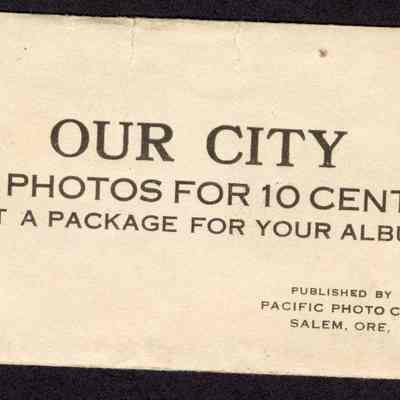 OUR CITY
PHOTOS FOR 10 CENT
T A PACKAGE FOR YOUR ALBU
PUBLISHED BY
PACIFIC PHOTO C
SALEM, ORE,